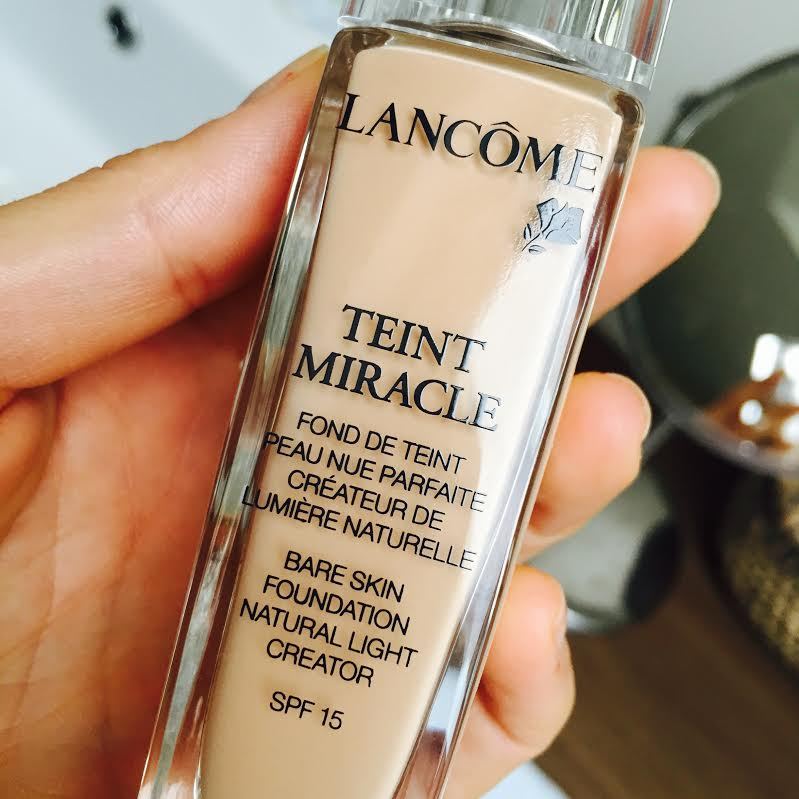 LANCÔME
TEINT
MIRACLE
FOND DE TEINT
PEAU NUE PARFAITE
CRÉATEUR DE
LUMIÈRE NATURELLE
BARE SKIN
FOUNDATION
NATURAL LIGHT
CREATOR
SPF 15